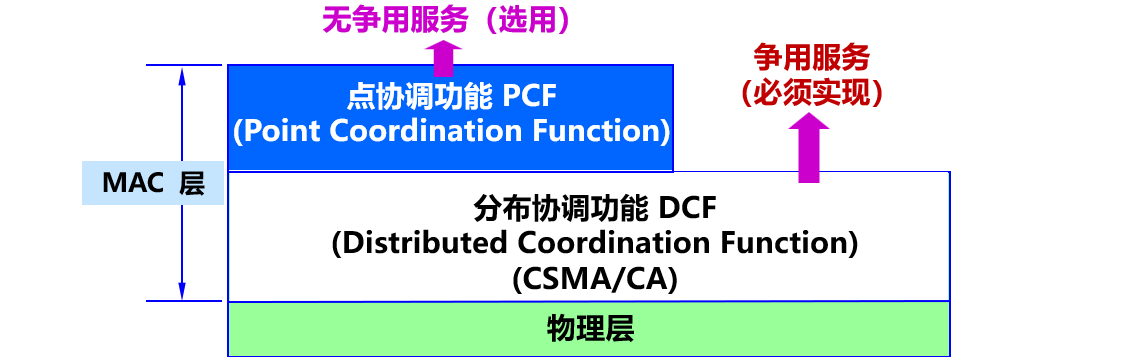 无争用服务（选用）
争用服务
（必须实现）
点协调功能 PCF
(Point Coordination Function)
MAC 层
分布协调功能 DCF
(Distributed Coordination Function)
(CSMA/CA)
物理层